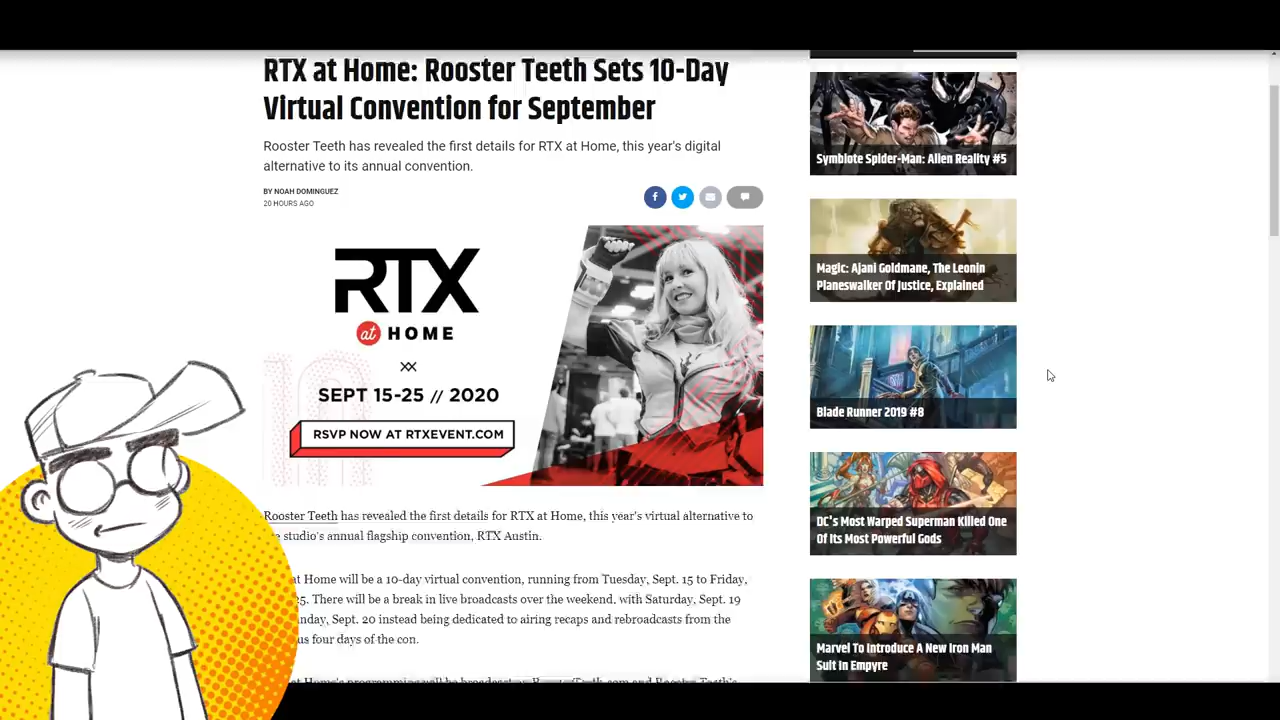 RTX at Home: Rooster Teeth Sets 10-Day
Virtual Convention for September
Rooster Teeth has revealed the first details for RTX at Home, this year's digital
alternative to its annual convention.
BY NOAH DOMINGUEZ
20 HOURS AGO
RTX
at HOME
SEPT 15-25 // 2020
RSVP NOW AT RTXEVENT.COM
Rooster Teeth has revealed the first details for RTX at Home, this year's virtual alternative to
studio's annual flagship convention, RTX Austin.
at Home will be a 10-day virtual convention, running from Tuesday, Sept. 15 to Friday,
25. There will be a break in live broadcasts over the weekend, with Saturday, Sept. 19
Sept. 20 instead being dedicated to airing recaps and rebroadcasts from the
four days of the con.
Symbiote Spider-Man: Alien Reality #5
Magic: Ajani Goldmane, The Leonin
Planeswalker Of Justice, Explained
Blade Runner 2019 #8
DC's Most Warped Superman Killed One
Of Its Most Powerful Gods
Marvel To Introduce A New Iron Man
Suit In Empyre